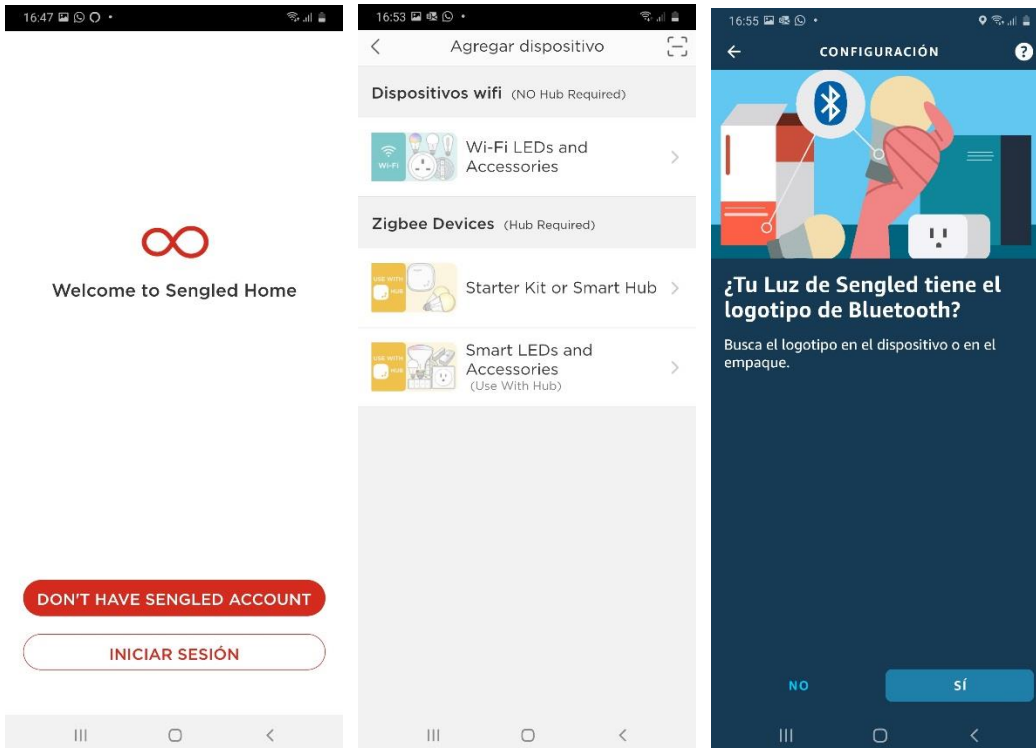 16:47
Welcome to Sengled Home
DON'T HAVE SENGLED ACCOUNT
INICIAR SESIÓN
16:53
Agregar dispositivo
Dispositivos wifi (NO Hub Required)
Wi-Fi
Wi-Fi LEDs and
Accessories
Zigbee Devices (Hub Required)
USE WITH
HUB
Starter Kit or Smart Hub
USE WITH
HUB
Smart LEDs and
Accessories
(Use With Hub)
16:55
CONFIGURACIÓN
?
¿Tu Luz de Sengled tiene el
logotipo de Bluetooth?
Busca el logotipo en el dispositivo o en el
empaque.
NO
SÍ